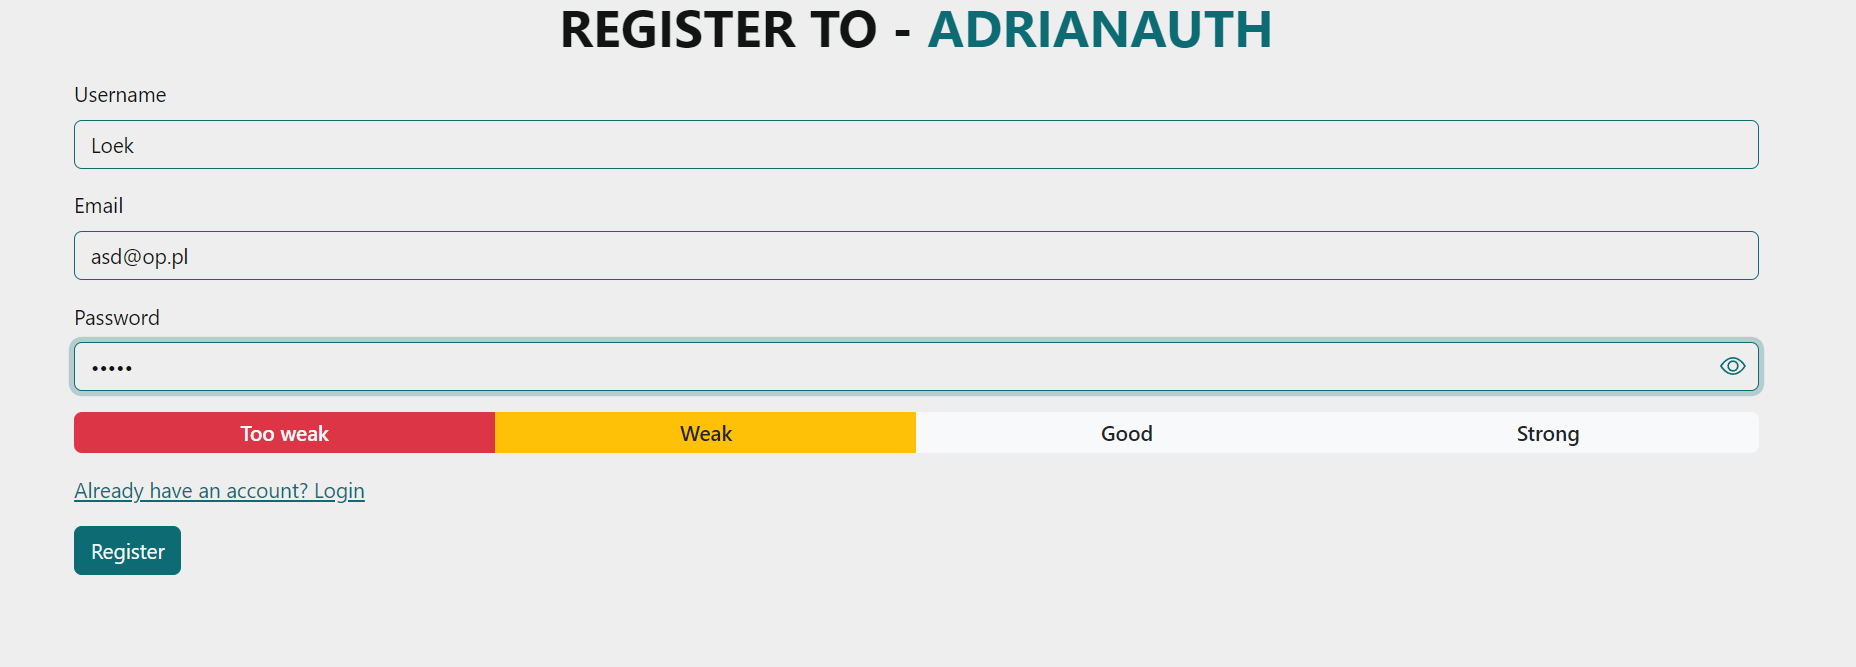 REGISTER TO - ADRIANAUTH
Username
Loek
Email
asd@op.pl
Password
•••••
Too weak Weak Good Strong
Already have an account? Login
Register